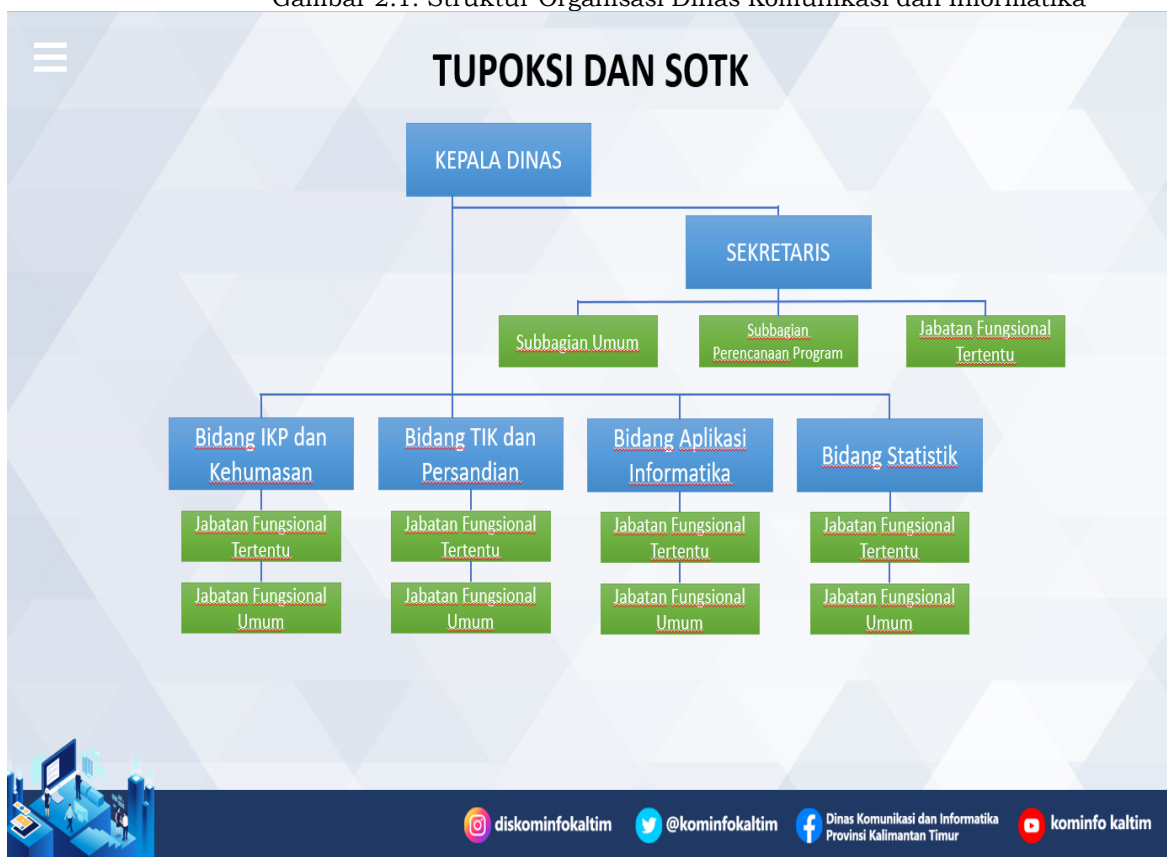 Gambar 2.1. Struktur Organisasi Dinas Komunikasi dan Informatika
TUPOKSI DAN SOTK
KEPALA DINAS
SEKRETARIS
Subbagian Umum
Subbagian
Perencanaan Program
Jabatan Fungsional
Tertentu
Bidang IKP dan
Kehumasan
Bidang TIK dan
Persandian
Bidang Aplikasi
Informatika
Bidang Statistik
Jabatan Fungsional
Tertentu
Jabatan Fungsional
Tertentu
Jabatan Fungsional
Tertentu
Jabatan Fungsional
Tertentu
Jabatan Fungsional
Umum
Jabatan Fungsional
Umum
Jabatan Fungsional
Umum
Jabatan Fungsional
Umum
diskominfokaltim
@kominfokaltim
Dinas Komunikasi dan Informatika
Provinsi Kalimantan Timur
kominfo kaltim